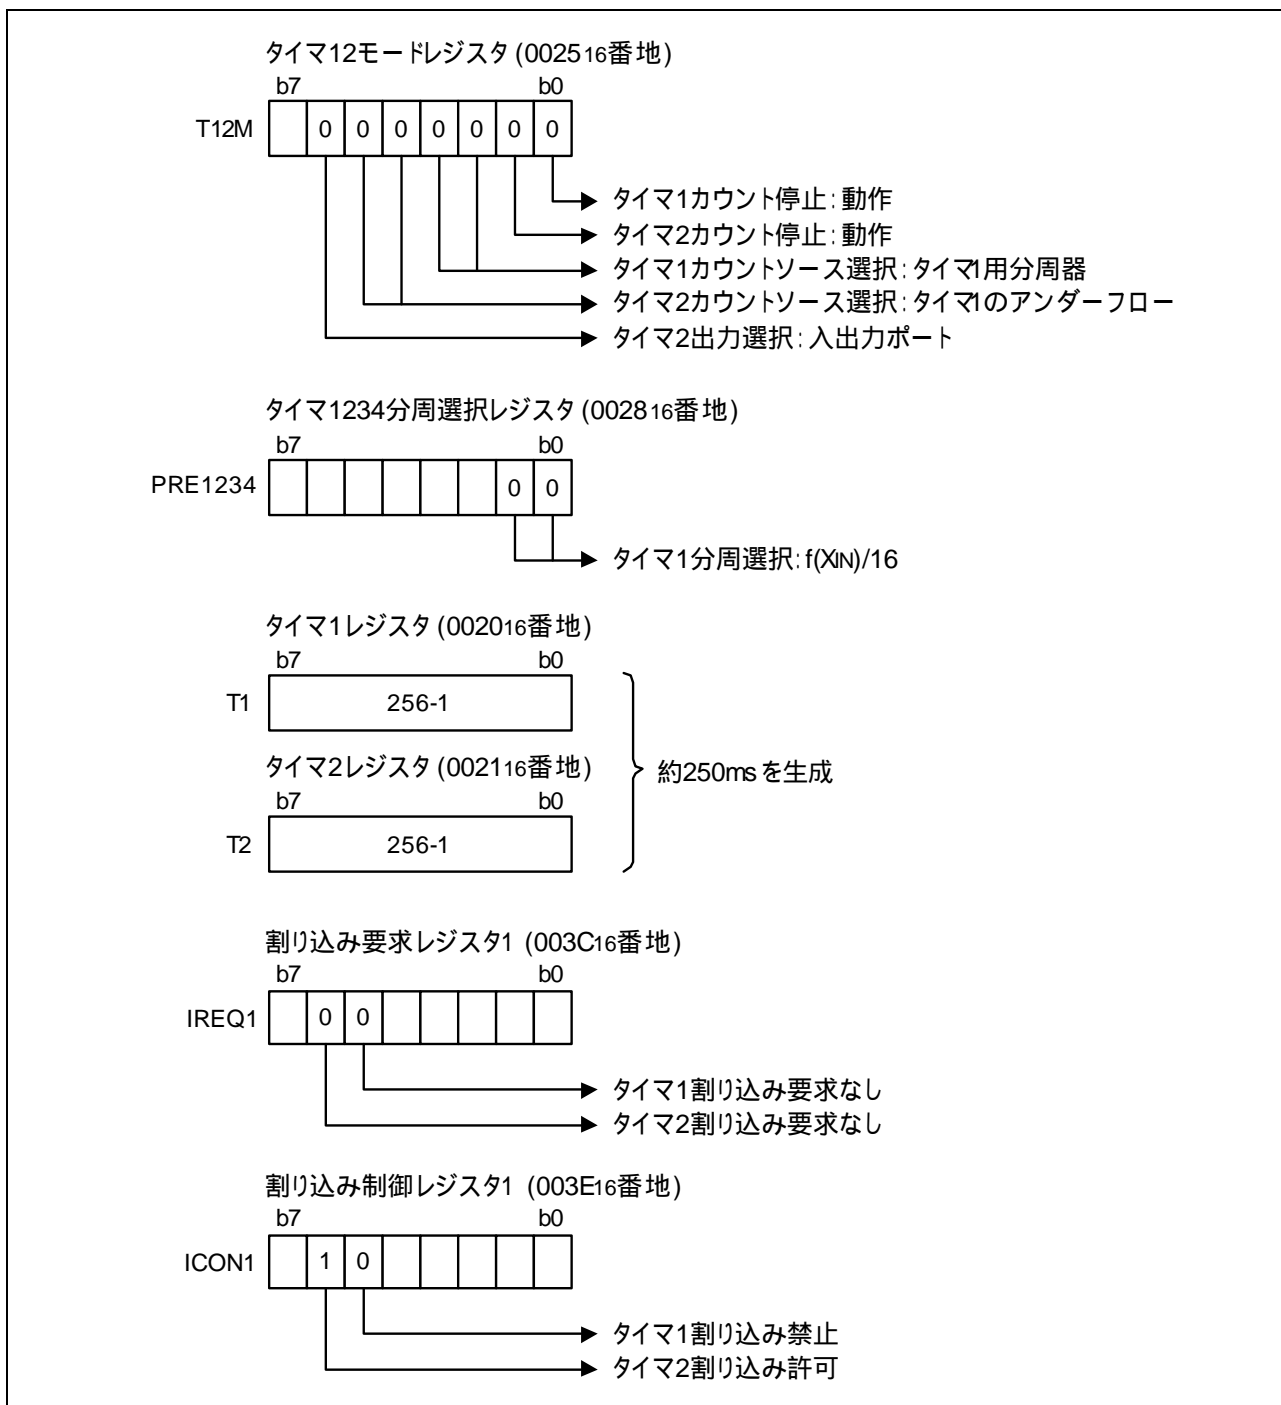 タイマ12モードレジスタ (002516番地)
b7 b0
T12M 0 0 0 0 0 0 0
タイマ1カウント停止:動作
タイマ2カウント停止:動作
タイマ1カウントソース選択:タイマ1用分周器
タイマ2カウントソース選択:タイマ1のアンダーフロー
タイマ2出力選択:入出力ポート
タイマ1234分周選択レジスタ (002816番地)
b7 b0
PRE1234 0 0
タイマ1分周選択:f(XIN)/16
タイマ1レジスタ (002016番地)
b7 b0
T1 256-1
タイマ2レジスタ (002116番地)
約250msを生成
b7 b0
T2 256-1
割り込み要求レジスタ1 (003C16番地)
b7 b0
IREQ1 0 0
タイマ1割り込み要求なし
タイマ2割り込み要求なし
割り込み制御レジスタ1 (003E16番地)
b7 b0
ICON1 1 0
タイマ1割り込み禁止
タイマ2割り込み許可